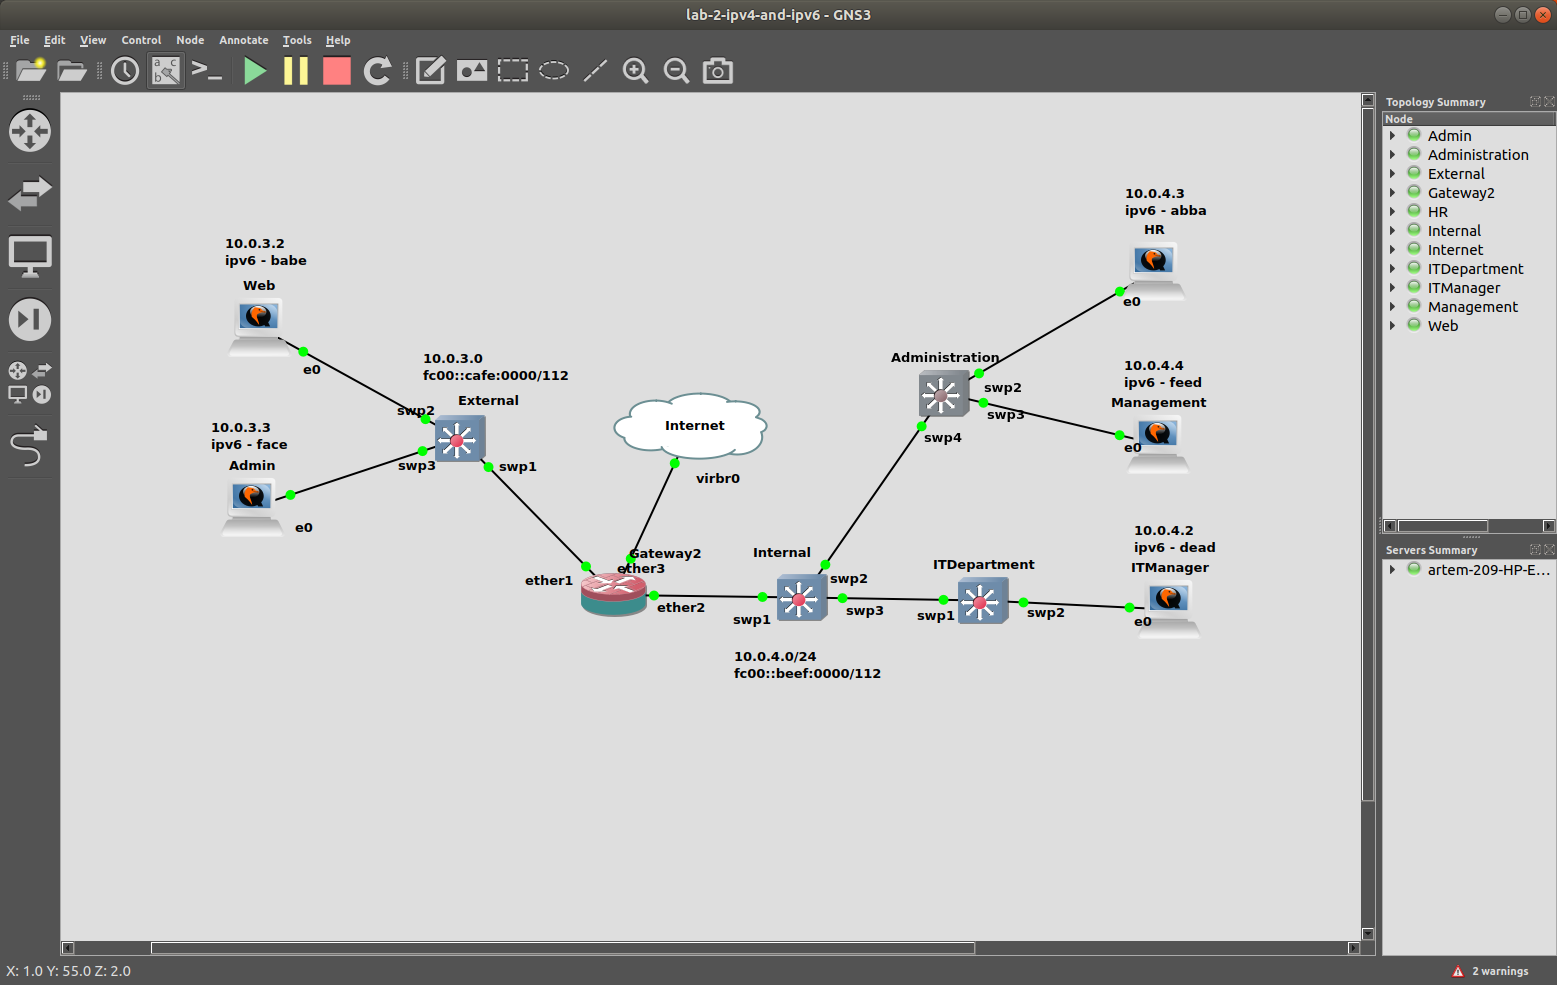 lab-2-ipv4-and-ipv6 - GNS3
File Edit View Control Node Annotate Tools Help
10.0.3.2
ipv6 - babe
Web
e0
10.0.3.3
ipv6 - face
Admin
e0
10.0.3.0
fc00::cafe:0000/112
External
swp2
swp3
swp1
Internet
virbr0
Gateway2
ether3
ether1
ether2
Internal
swp1
swp2
swp3
10.0.4.0/24
fc00::beef:0000/112
Administration
swp2
swp3
swp4
10.0.4.3
ipv6 - abba
HR
e0
10.0.4.4
ipv6 - feed
Management
e0
ITDepartment
swp1
swp2
10.0.4.2
ipv6 - dead
ITManager
e0
Topology Summary
Node
Admin
Administration
External
Gateway2
HR
Internal
Internet
ITDepartment
ITManager
Management
Web
Servers Summary
artem-209-HP-E...
X: 1.0 Y: 55.0 Z: 2.0
2 warnings